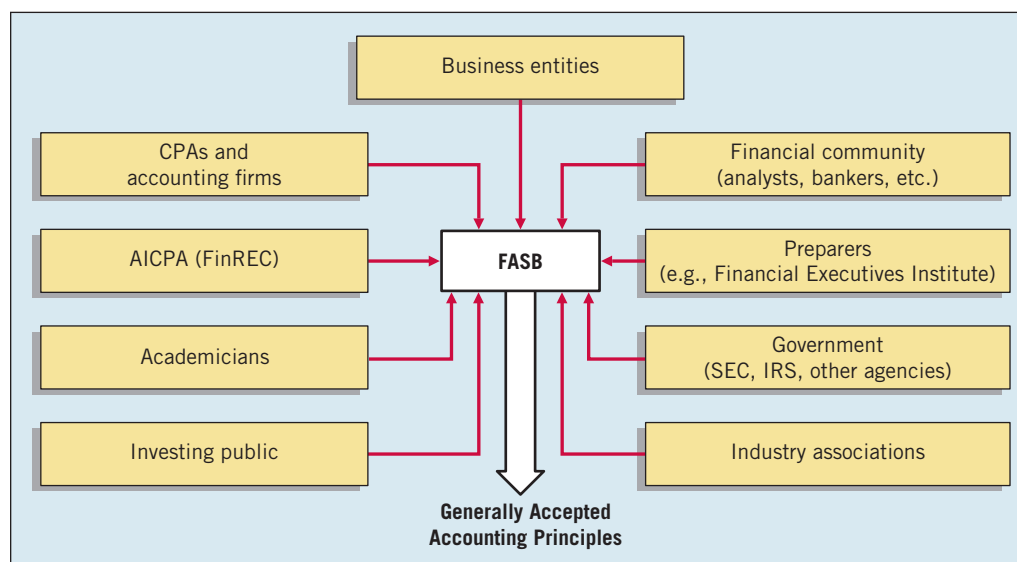 Business entities
CPAs and
accounting firms
Financial community
(analysts, bankers, etc.)
AICPA (FinREC)
FASB
Preparers
(e.g., Financial Executives Institute)
Academicians
Government
(SEC, IRS, other agencies)
Investing public
Industry associations
Generally Accepted
Accounting Principles